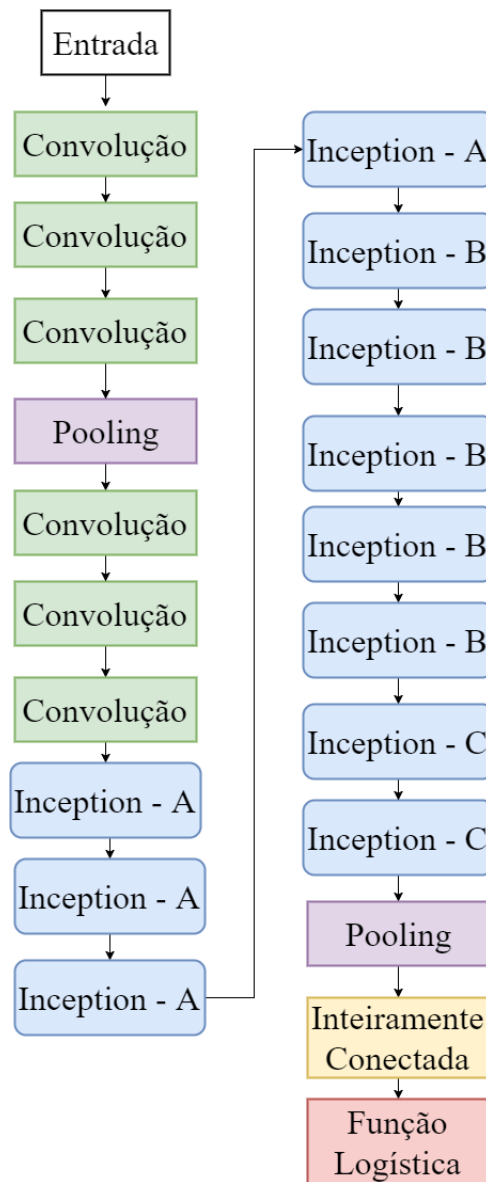 Entrada
Convolução
Convolução
Convolução
Pooling
Convolução
Convolução
Convolução
Inception - A
Inception - A
Inception - A
Inception - A
Inception - B
Inception - B
Inception - B
Inception - B
Inception - B
Inception - C
Inception - C
Pooling
Inteiramente
Conectada
Função
Logística